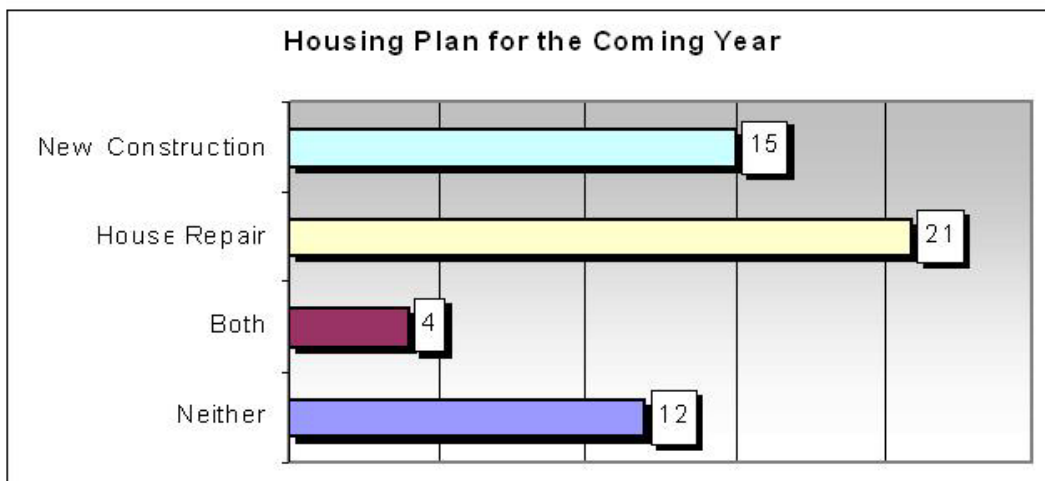 Housing Plan for the Coming Year
New Construction
15
House Repair
21
Both
4
Neither
12